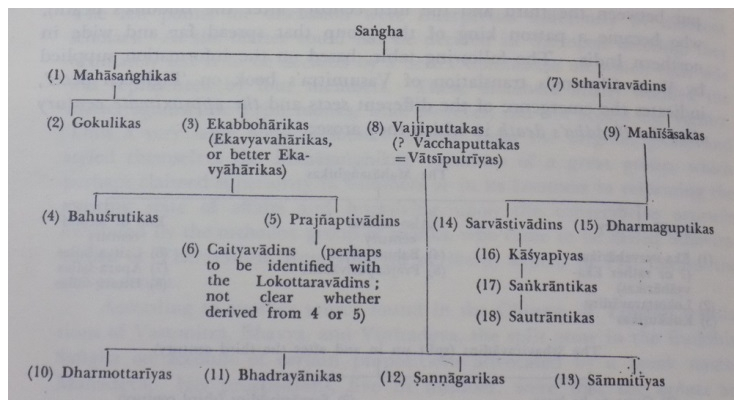 Saṅgha
(1) Mahāsaṅghikas
(7) Sthaviravādins
(2) Gokulikas
(3) Ekabbohārikas
(Ekavyavahārikas,
or better Eka-
vyāhārikas)
(8) Vajjiputtakas
(? Vacchaputtakas
=Vātsīputrīyas)
(9) Mahīśāsakas
(4) Bahuśrutikas
(5) Prajñaptivādins
(6) Caityavādins (perhaps
to be identified with
the Lokottaravādins ;
not clear whether
derived from 4 or 5)
(14) Sarvāstivādins
(15) Dharmaguptikas
(16) Kāśyapīyas
(17) Saṅkrāntikas
(18) Sautrāntikas
(10) Dharmottarīyas
(11) Bhadrayānikas
(12) Ṣaṇṇāgarikas
(13) Sāmmitīyas